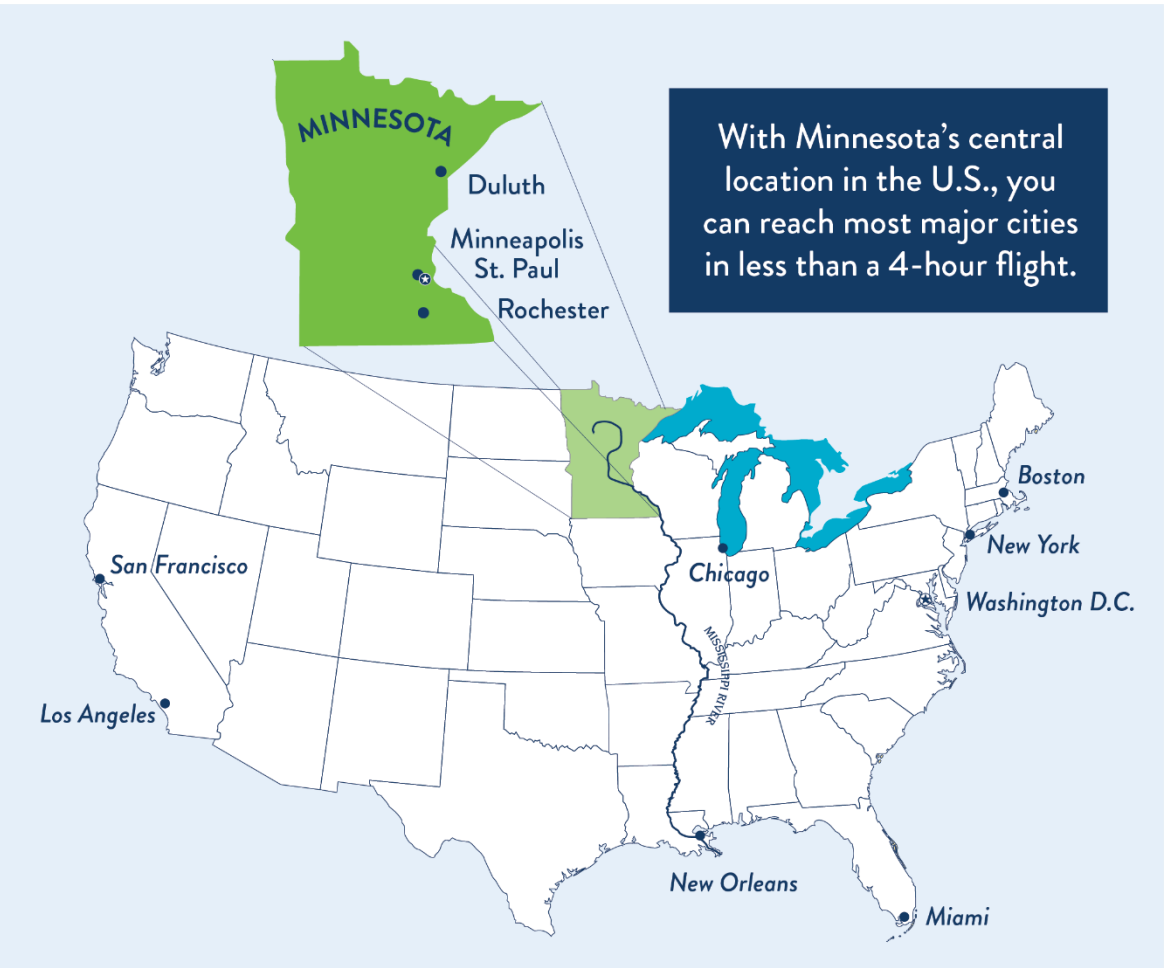 MINNESOTA
Duluth
Minneapolis
St. Paul
Rochester
With Minnesota’s central
location in the U.S., you
can reach most major cities
in less than a 4-hour flight.
Boston
New York
San Francisco
Chicago
Washington D.C.
MISSISSIPPI RIVER
Los Angeles
New Orleans
Miami